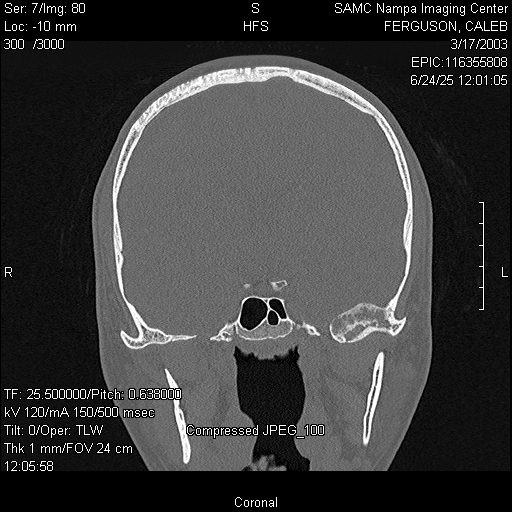 Ser: 7/Img: 80
Loc: -10 mm
300 /3000
S
HFS
SAMC Nampa Imaging Center
FERGUSON, CALEB
3/17/2003
EPIC:116355808
6/24/25 12:01:05
R
L
TF: 25.500000/Pitch: 0.638000
kV 120/mA 150/500 msec
Tilt: 0/Oper: TLW
Compressed JPEG_100
Thk 1 mm/FOV 24 cm
12:05:58
Coronal